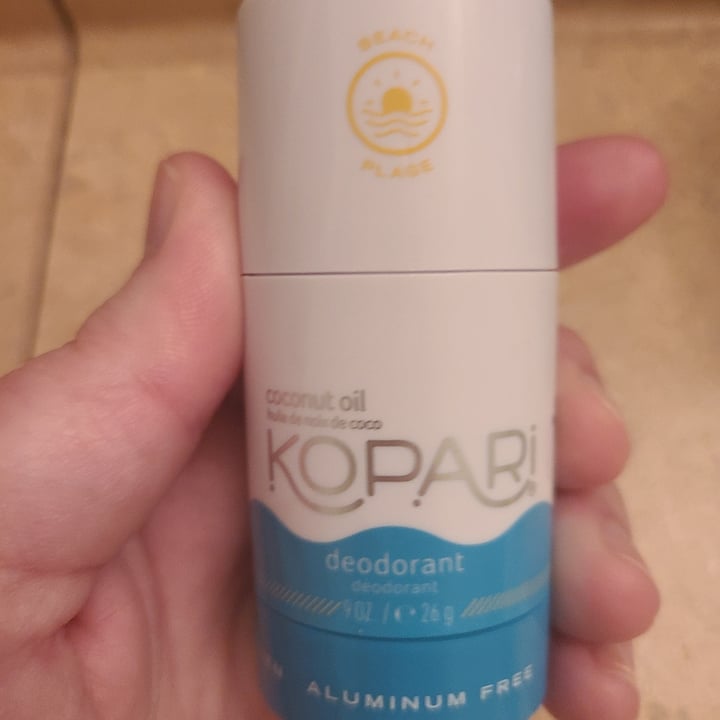 BEACH
PLAGE
coconut oil
huile de noix de coco
KOPARi
deodorant
déodorant
9 OZ. / ℮ 26 g
ALUMINUM FREE